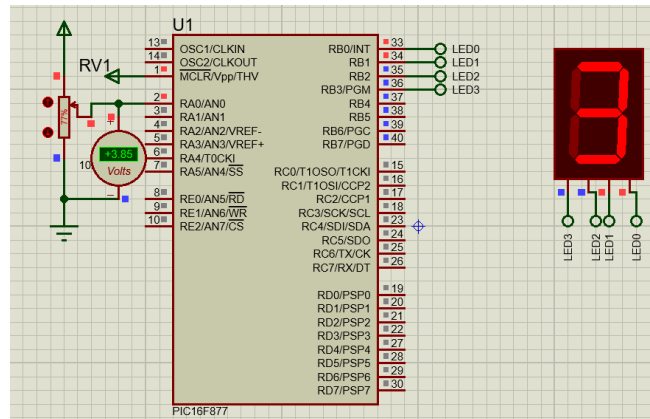 U1
RV1
77%
10
+3.85
Volts
+
-
13 OSC1/CLKIN RB0/INT 33 LED0
14 OSC2/CLKOUT RB1 34 LED1
1 MCLR/Vpp/THV RB2 35 LED2
RB3/PGM 36 LED3
2 RA0/AN0 RB4 37
3 RA1/AN1 RB5 38
4 RA2/AN2/VREF- RB6/PGC 39
5 RA3/AN3/VREF+ RB7/PGD 40
6 RA4/T0CKI
7 RA5/AN4/SS RC0/T1OSO/T1CKI 15
RC1/T1OSI/CCP2 16
8 RE0/AN5/RD RC2/CCP1 17
9 RE1/AN6/WR RC3/SCK/SCL 18
10 RE2/AN7/CS RC4/SDI/SDA 23
RC5/SDO 24
RC6/TX/CK 25
RC7/RX/DT 26
RD0/PSP0 19
RD1/PSP1 20
RD2/PSP2 21
RD3/PSP3 22
RD4/PSP4 27
RD5/PSP5 28
RD6/PSP6 29
RD7/PSP7 30
PIC16F877
3
LED3
LED2
LED1
LED0